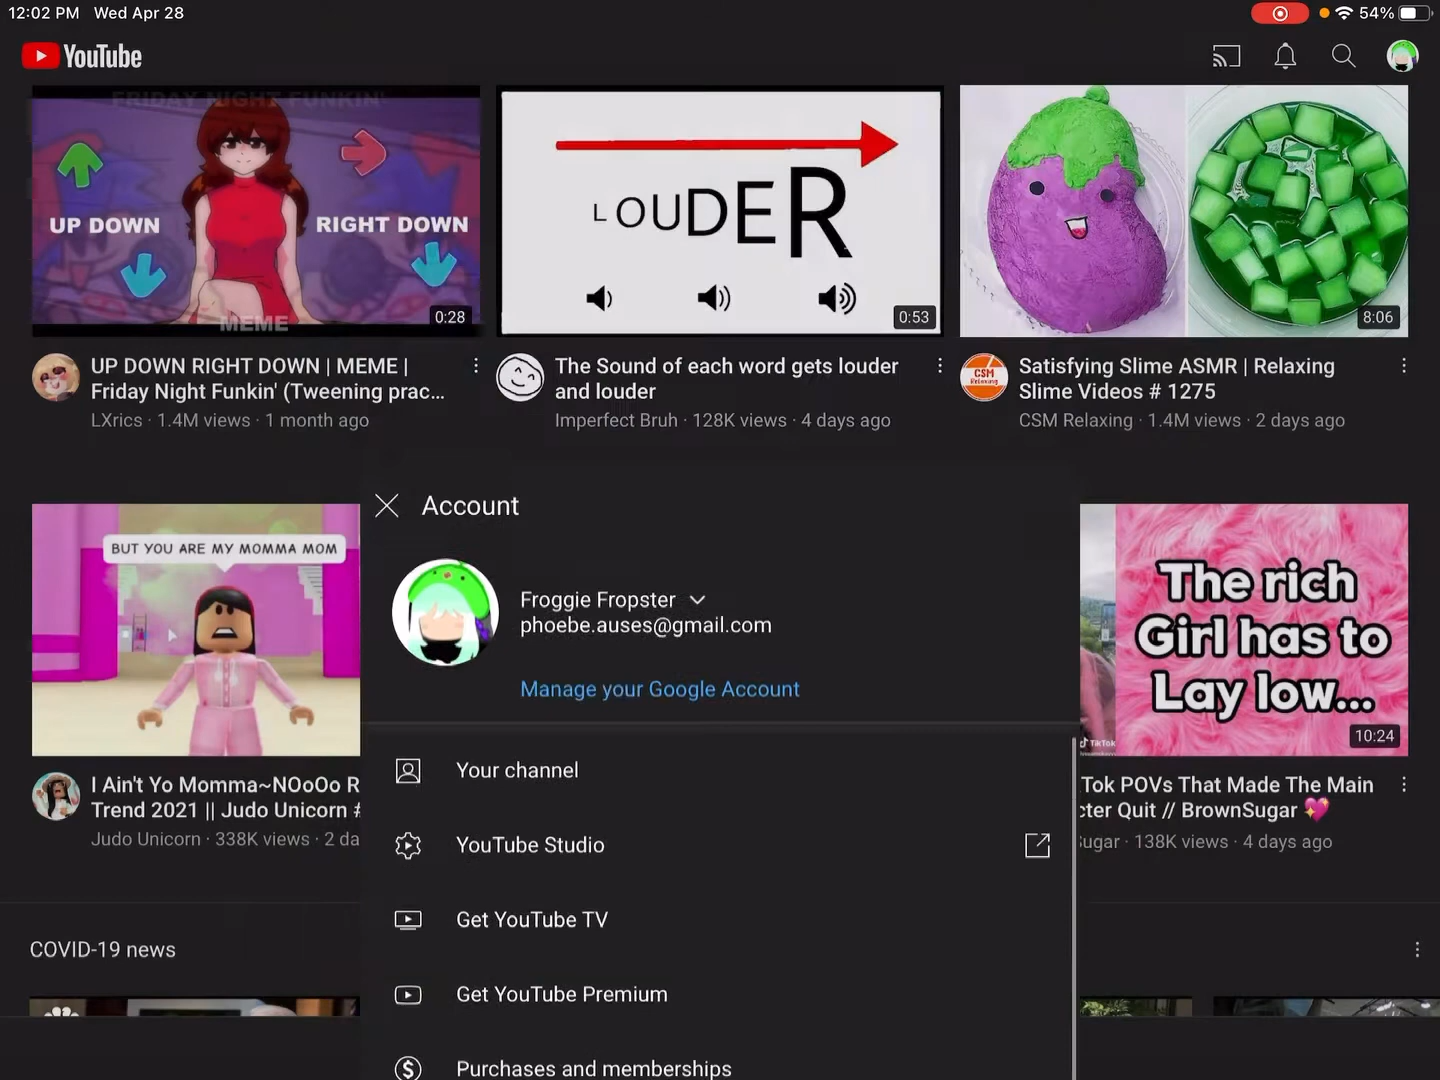 12:02 PM Wed Apr 28
54%
YouTube
FRIDAY NIGHT FUNKIN'
UP DOWN
RIGHT DOWN
MEME
0:28
LOUDER
0:53
8:06
UP DOWN RIGHT DOWN | MEME |
Friday Night Funkin' (Tweening prac...
LXrics · 1.4M views · 1 month ago
The Sound of each word gets louder
and louder
Imperfect Bruh · 128K views · 4 days ago
CSM
Relaxing
Satisfying Slime ASMR | Relaxing
Slime Videos # 1275
CSM Relaxing · 1.4M views · 2 days ago
BUT YOU ARE MY MOMMA MOM
I Ain't Yo Momma~NOoOo R
Trend 2021 || Judo Unicorn #
Judo Unicorn · 338K views · 2 da
Account
Froggie Fropster
phoebe.auses@gmail.com
Manage your Google Account
Your channel
YouTube Studio
Get YouTube TV
Get YouTube Premium
Purchases and memberships
The rich
Girl has to
Lay low...
TikTok
10:24
Tok POVs That Made The Main
cter Quit // BrownSugar 💖
Sugar · 138K views · 4 days ago
COVID-19 news